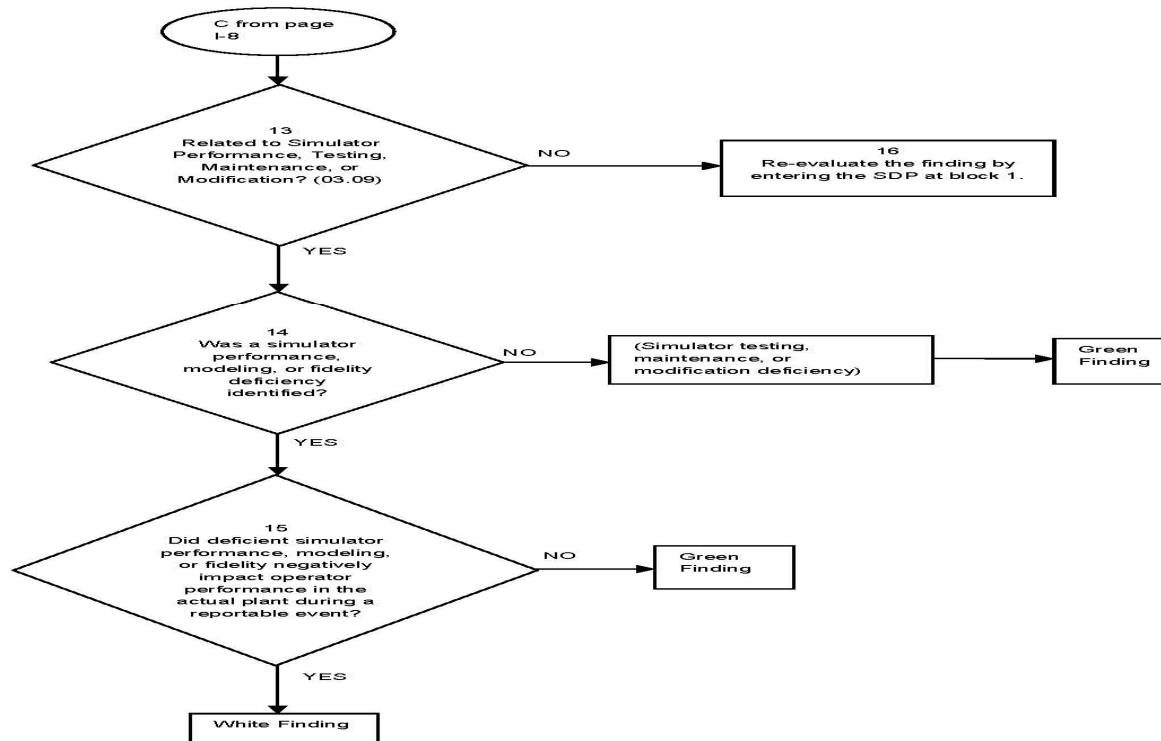 C from page
I-8
13
Related to Simulator
Performance, Testing,
Maintenance, or
Modification? (03.09)
NO
16
Re-evaluate the finding by
entering the SDP at block 1.
YES
14
Was a simulator
performance,
modeling, or fidelity
deficiency
identified?
NO
(Simulator testing,
maintenance, or
modification deficiency)
Green
Finding
YES
15
Did deficient simulator
performance, modeling,
or fidelity negatively
impact operator
performance in the
actual plant during a
reportable event?
NO
Green
Finding
YES
White Finding